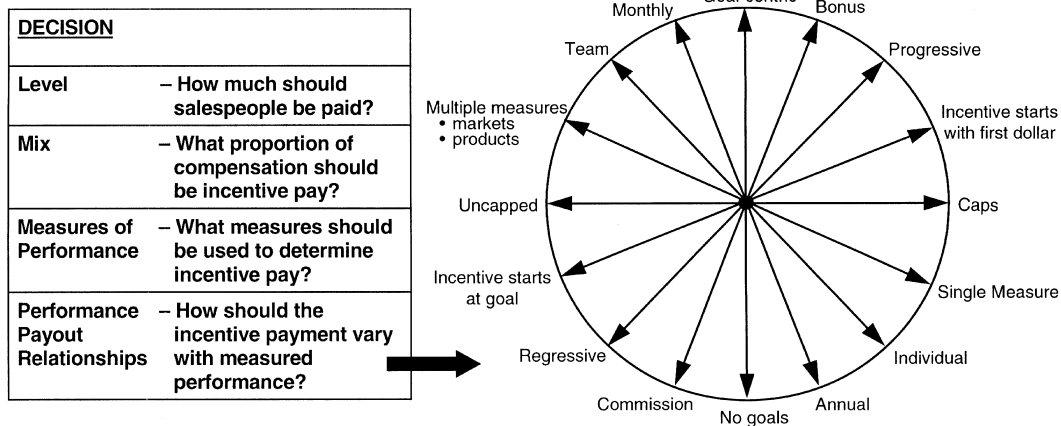 DECISION
Level
– How much should
salespeople be paid?
Mix
– What proportion of
compensation should
be incentive pay?
Measures of
Performance
– What measures should
be used to determine
incentive pay?
Performance
Payout
Relationships
– How should the
incentive payment vary
with measured
performance?
Bonus
Progressive
Incentive starts
with first dollar
Caps
Single Measure
Individual
Annual
No goals
Commission
Regressive
Incentive starts
at goal
Uncapped
Multiple measures
• markets
• products
Team
Monthly